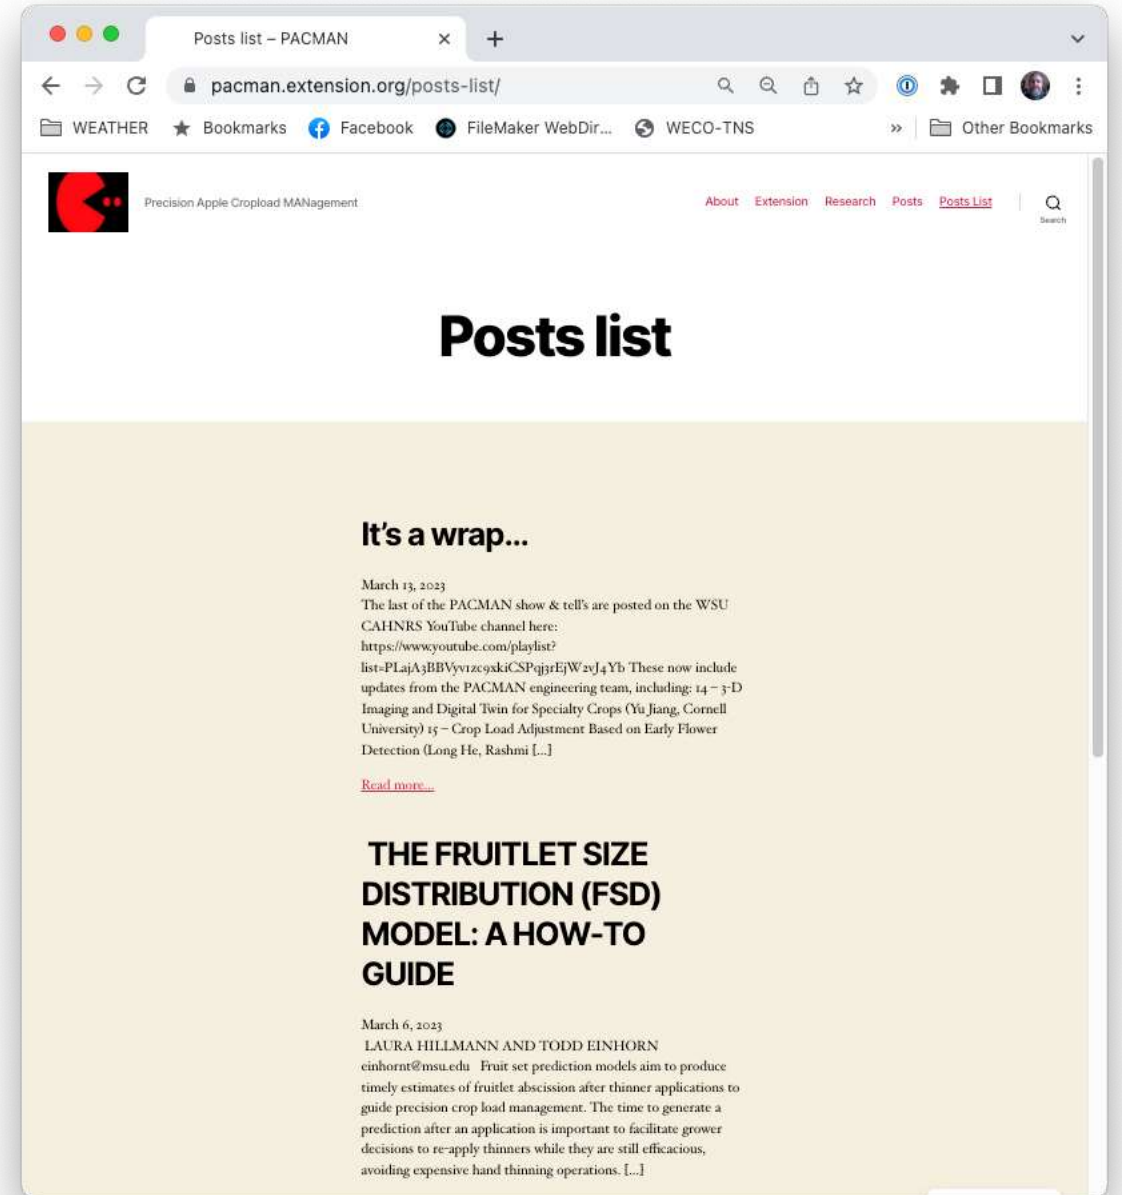 Posts list – PACMAN
pacman.extension.org/posts-list/
WEATHER
Bookmarks
Facebook
FileMaker WebDir...
WECO-TNS
»
Other Bookmarks
Precision Apple Cropload MANagement
About
Extension
Research
Posts
Posts List
Search
Posts list
It's a wrap...
March 13, 2023
The last of the PACMAN show & tell's are posted on the WSU
CAHNRS YouTube channel here:
https://www.youtube.com/playlist?
list=PLajA3BBVyv1zc9xkiCSPqj3rEjW2vJ4Yb These now include
updates from the PACMAN engineering team, including: 14 – 3-D
Imaging and Digital Twin for Specialty Crops (Yu Jiang, Cornell
University) 15 – Crop Load Adjustment Based on Early Flower
Detection (Long He, Rashmi [...]
Read more...
THE FRUITLET SIZE
DISTRIBUTION (FSD)
MODEL: A HOW-TO
GUIDE
March 6, 2023
LAURA HILLMANN AND TODD EINHORN
einhornt@msu.edu Fruit set prediction models aim to produce
timely estimates of fruitlet abscission after thinner applications to
guide precision crop load management. The time to generate a
prediction after an application is important to facilitate grower
decisions to re-apply thinners while they are still efficacious,
avoiding expensive hand thinning operations. [...]